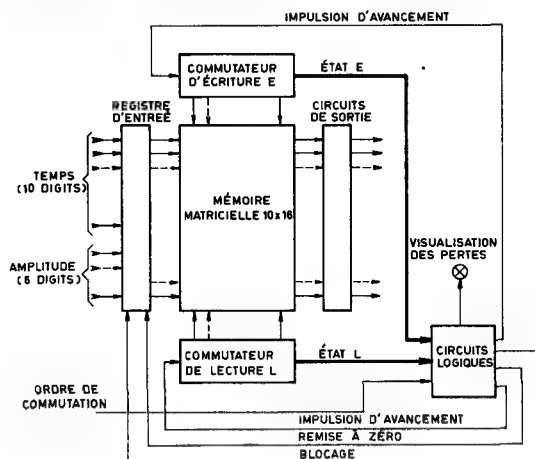 IMPULSION D'AVANCEMENT
COMMUTATEUR
D'ÉCRITURE E
ÉTAT E
REGISTRE
D'ENTREÉ
CIRCUITS
DE SORTIE
TEMPS
(10 DIGITS)
MÉMOIRE
MATRICIELLE 10x16
VISUALISATION
DES PERTES
AMPLITUDE
(6 DIGITS)
COMMUTATEUR
DE LECTURE L
ÉTAT L
CIRCUITS
LOGIQUES
ORDRE DE
COMMUTATION
IMPULSION D'AVANCEMENT
REMISE À ZÉRO
BLOCAGE